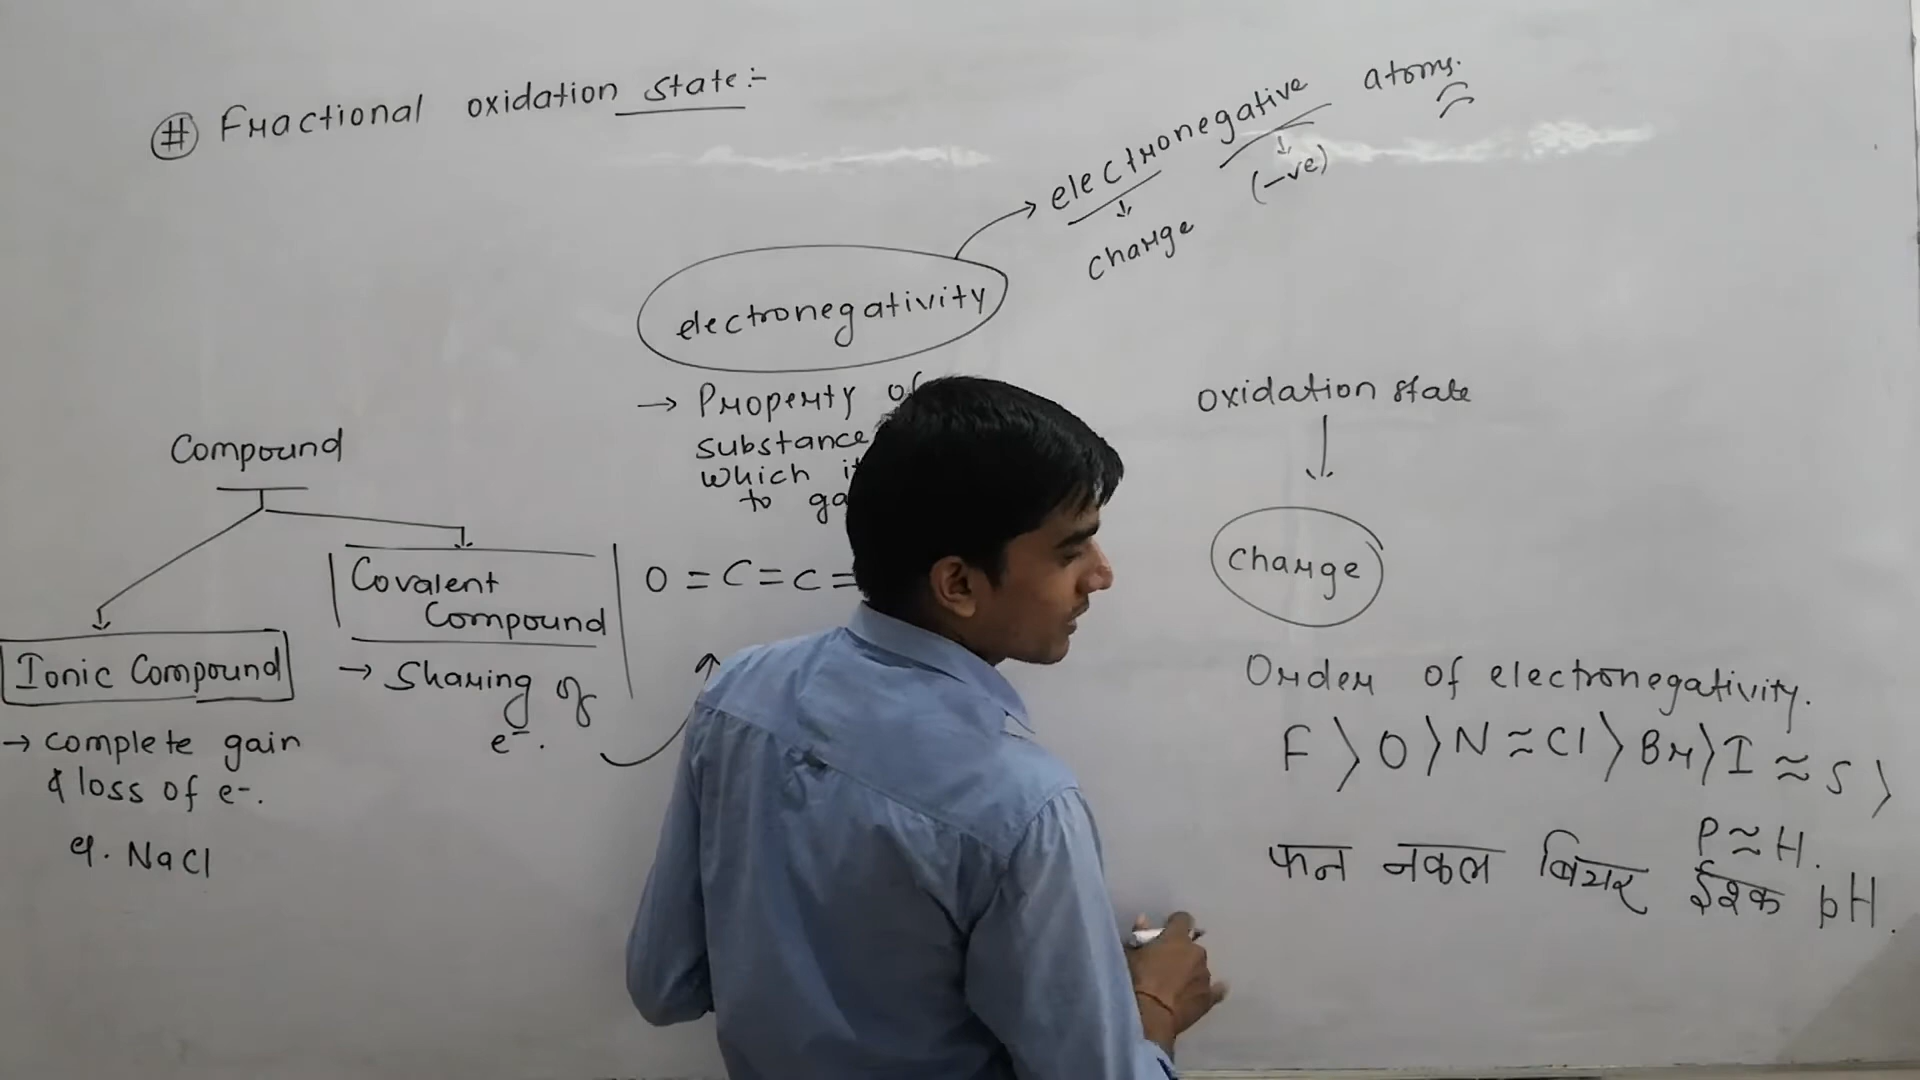 # Fractional oxidation state:-
electronegative atoms.
charge (-ve)
electronegativity
→ Property of
substance
which
to
Compound
Covalent
Compound
→ Sharing of
e-.
Ionic Compound
→ complete gain
& loss of e-.
eg. NaCl
O = C = C =
oxidation state
charge
Order of electronegativity.
F > O > N ≈ Cl > Br > I ≈ S >
P ≈ H.
फन नकल बियर ईश्क pH.